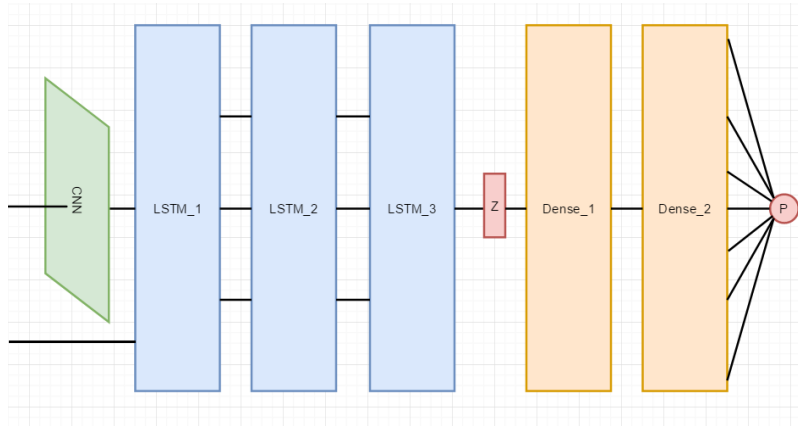 CNN
LSTM_1
LSTM_2
LSTM_3
Z
Dense_1
Dense_2
P